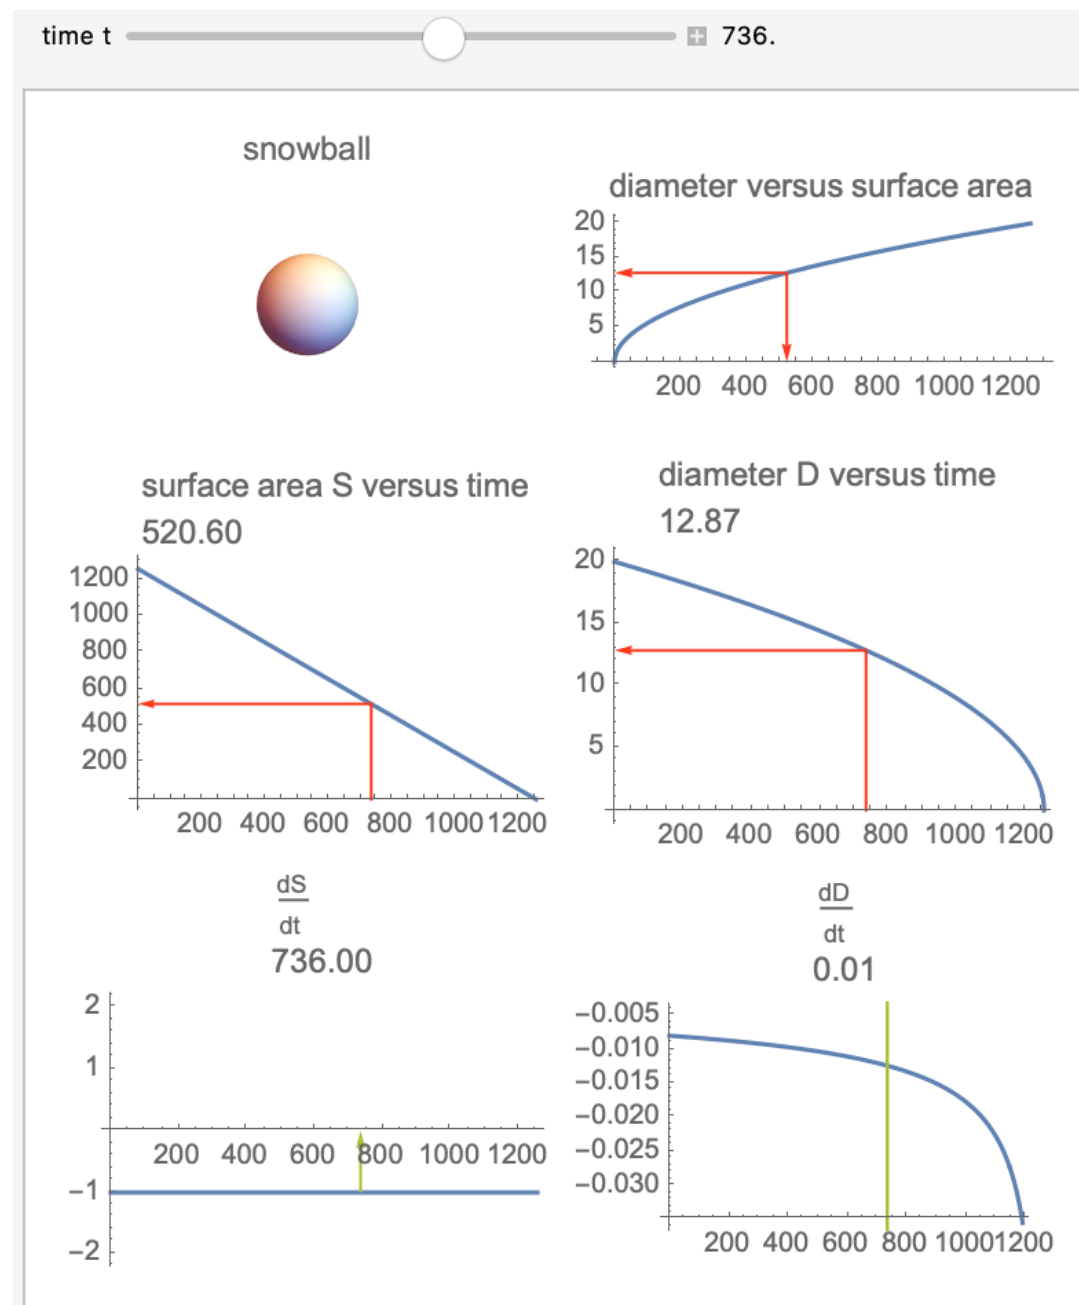 time t 736.
snowball
diameter versus surface area
20
15
10
5
200 400 600 800 1000 1200
surface area S versus time
520.60
1200
1000
800
600
400
200
200 400 600 800 1000 1200
diameter D versus time
12.87
20
15
10
5
200 400 600 800 1000 1200
dS
dt
736.00
2
1
200 400 600 800 1000 1200
−1
−2
dD
dt
0.01
−0.005
−0.010
−0.015
−0.020
−0.025
−0.030
200 400 600 800 1000 1200